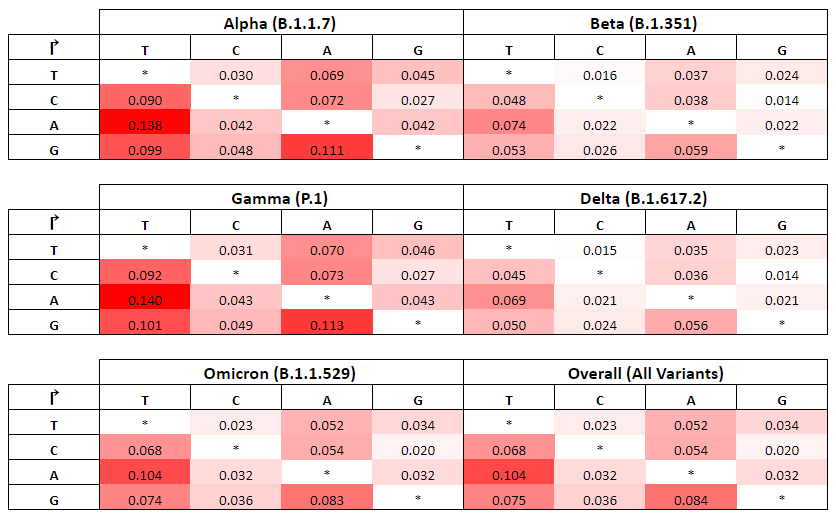 Alpha (B.1.1.7) Beta (B.1.351)
T C A G T C A G
T * 0.030 0.069 0.045 * 0.016 0.037 0.024
C 0.090 * 0.072 0.027 0.048 * 0.038 0.014
A 0.138 0.042 * 0.042 0.074 0.022 * 0.022
G 0.099 0.048 0.111 * 0.053 0.026 0.059 *
Gamma (P.1) Delta (B.1.617.2)
T C A G T C A G
T * 0.031 0.070 0.046 * 0.015 0.035 0.023
C 0.092 * 0.073 0.027 0.045 * 0.036 0.014
A 0.140 0.043 * 0.043 0.069 0.021 * 0.021
G 0.101 0.049 0.113 * 0.050 0.024 0.056 *
Omicron (B.1.1.529) Overall (All Variants)
T C A G T C A G
T * 0.023 0.052 0.034 * 0.023 0.052 0.034
C 0.068 * 0.054 0.020 0.068 * 0.054 0.020
A 0.104 0.032 * 0.032 0.104 0.032 * 0.032
G 0.074 0.036 0.083 * 0.075 0.036 0.084 *